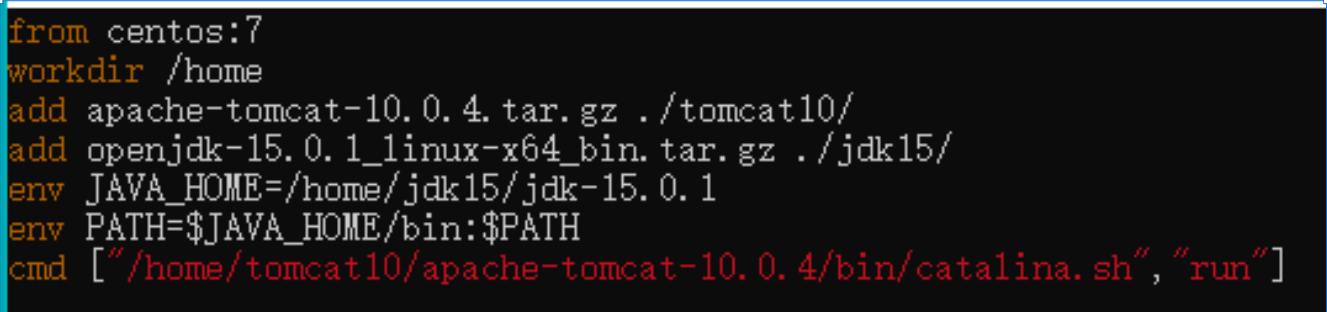 from centos:7
workdir /home
add apache-tomcat-10.0.4.tar.gz ./tomcat10/
add openjdk-15.0.1_linux-x64_bin.tar.gz ./jdk15/
env JAVA_HOME=/home/jdk15/jdk-15.0.1
env PATH=$JAVA_HOME/bin:$PATH
cmd ["/home/tomcat10/apache-tomcat-10.0.4/bin/catalina.sh","run"]